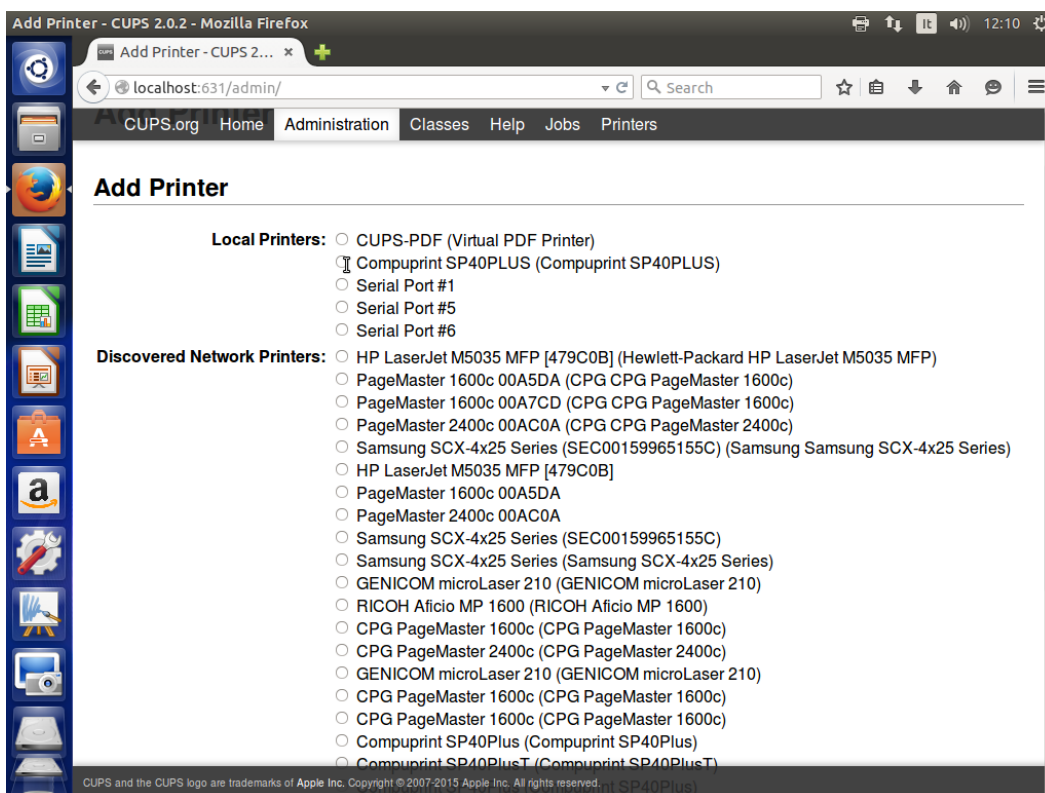 Add Printer - CUPS 2.0.2 - Mozilla Firefox
It
12:10
CUPS
Add Printer - CUPS 2... ×
localhost:631/admin/
Search
Add Printer
CUPS.org Home Administration Classes Help Jobs Printers
Add Printer
Local Printers: CUPS-PDF (Virtual PDF Printer)
Compuprint SP40PLUS (Compuprint SP40PLUS)
Serial Port #1
Serial Port #5
Serial Port #6
Discovered Network Printers: HP LaserJet M5035 MFP [479C0B] (Hewlett-Packard HP LaserJet M5035 MFP)
PageMaster 1600c 00A5DA (CPG CPG PageMaster 1600c)
PageMaster 1600c 00A7CD (CPG CPG PageMaster 1600c)
PageMaster 2400c 00AC0A (CPG CPG PageMaster 2400c)
Samsung SCX-4x25 Series (SEC00159965155C) (Samsung Samsung SCX-4x25 Series)
HP LaserJet M5035 MFP [479C0B]
PageMaster 1600c 00A5DA
PageMaster 2400c 00AC0A
Samsung SCX-4x25 Series (SEC00159965155C)
Samsung SCX-4x25 Series (Samsung SCX-4x25 Series)
GENICOM microLaser 210 (GENICOM microLaser 210)
RICOH Aficio MP 1600 (RICOH Aficio MP 1600)
CPG PageMaster 1600c (CPG PageMaster 1600c)
CPG PageMaster 2400c (CPG PageMaster 2400c)
GENICOM microLaser 210 (GENICOM microLaser 210)
CPG PageMaster 1600c (CPG PageMaster 1600c)
CPG PageMaster 1600c (CPG PageMaster 1600c)
Compuprint SP40Plus (Compuprint SP40Plus)
Compuprint SP40PlusT (Compuprint SP40PlusT)
CUPS and the CUPS logo are trademarks of Apple Inc. Copyright © 2007-2015 Apple Inc. All rights reserved.